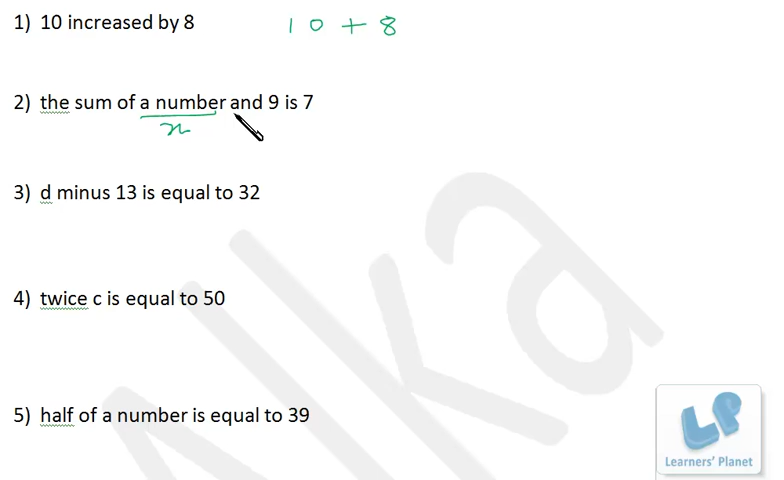 1) 10 increased by 8 10 + 8
2) the sum of a number and 9 is 7
x
3) d minus 13 is equal to 32
4) twice c is equal to 50
5) half of a number is equal to 39
Alka
LP
Learners' Planet